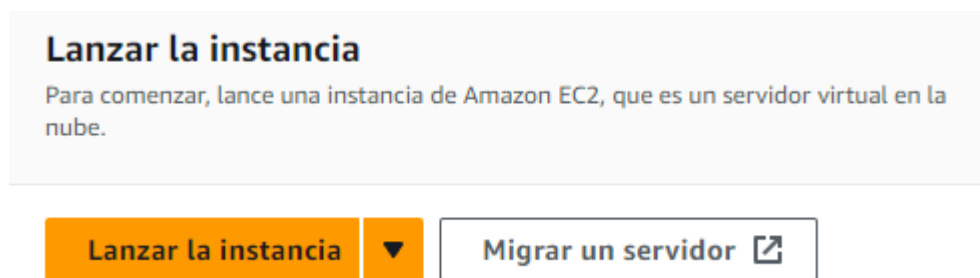 Lanzar la instancia
Para comenzar, lance una instancia de Amazon EC2, que es un servidor virtual en la
nube.
Lanzar la instancia
Migrar un servidor